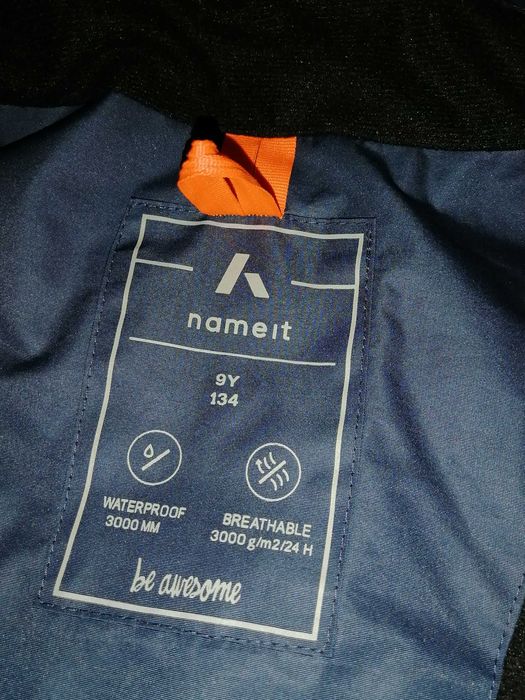 nameit
9Y
134
WATERPROOF
3000 MM
BREATHABLE
3000 g/m2/24 H
be awesome